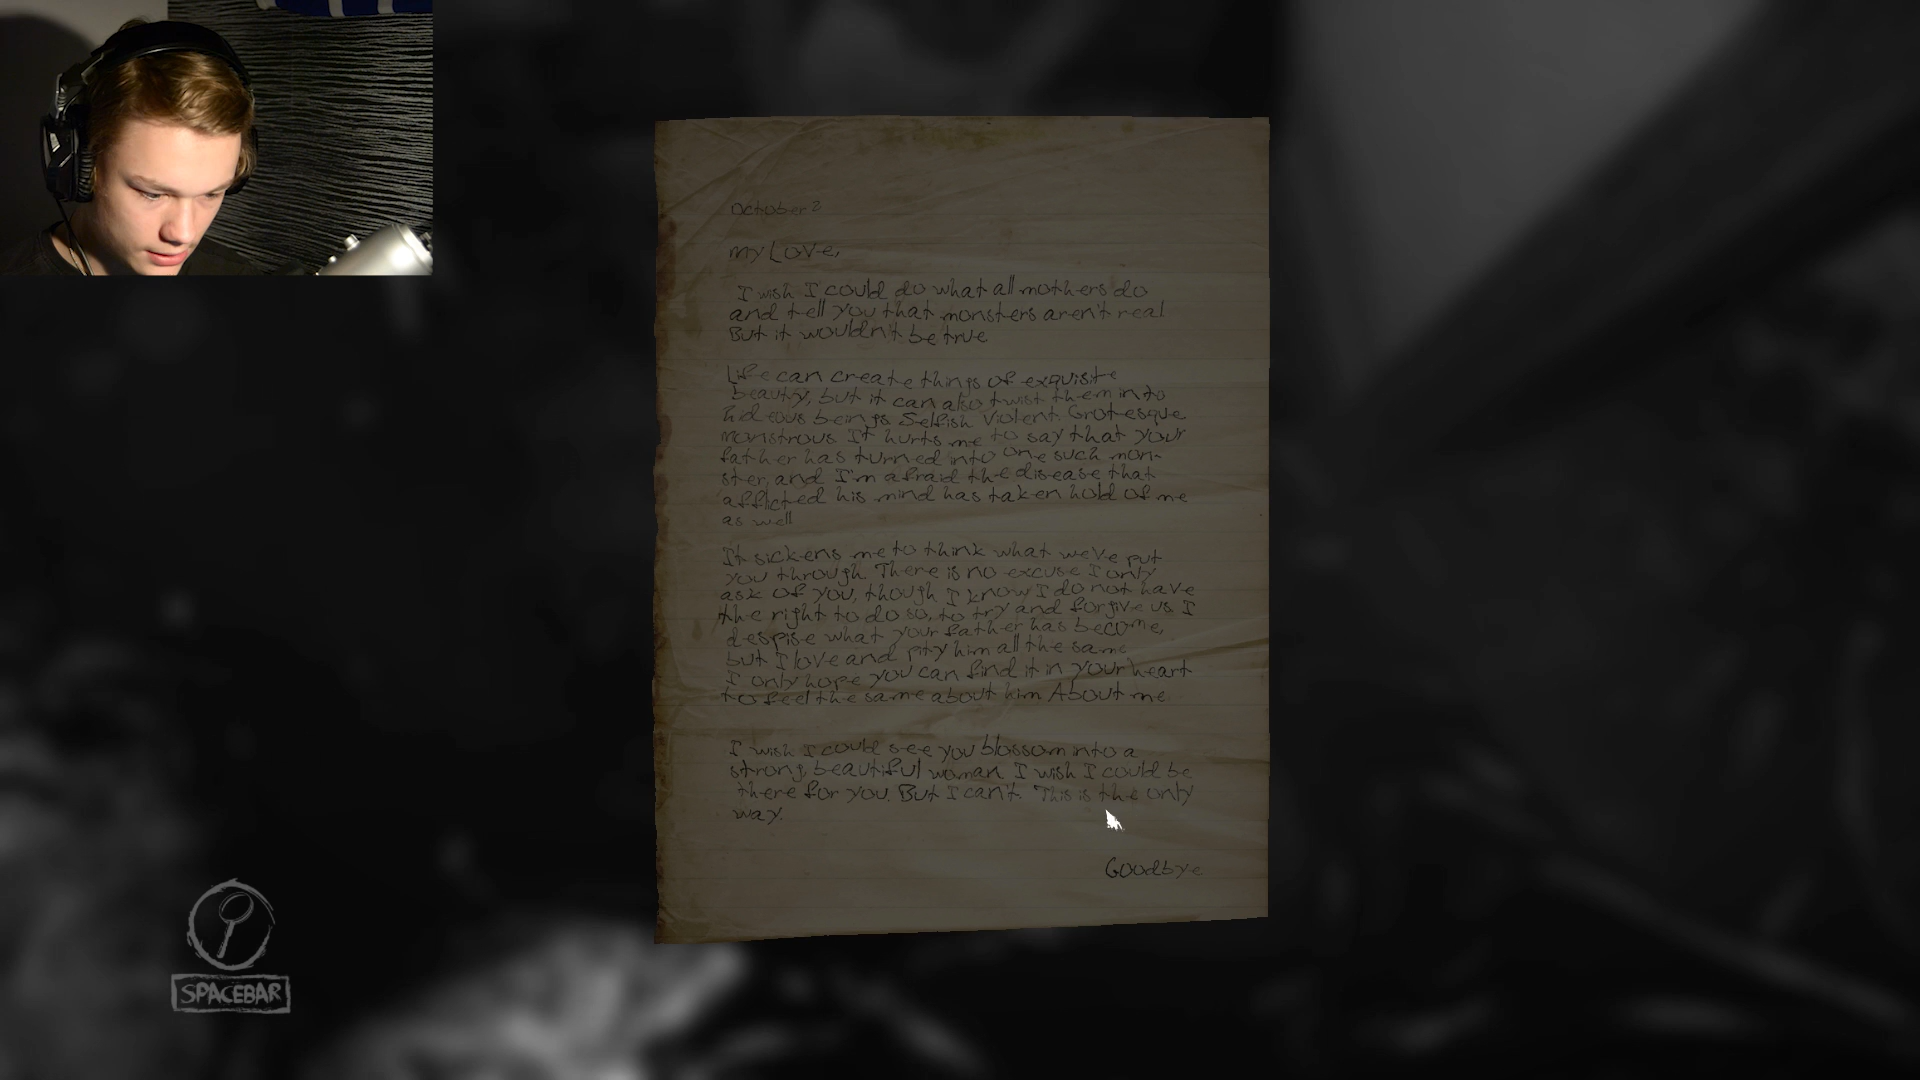 October 2
my Love,
I wish I could do what all mothers do
and tell you that monsters aren't real
But it wouldn't be true
Life can create things of exquisite
beauty, but it can also twist them into
hideous beings Selfish Violent Grotesque
monstrous It hurts me to say that your
father has turned into one such mon-
ster, and I'm afraid the disease that
afflicted his mind has taken hold of me
as well
It sickens me to think what we've put
you through There is no excuse I only
ask of you, though I know I do not have
the right to do so, to try and forgive us I
despise what your father has become,
but I love and pity him all the same
I only hope you can find it in your heart
to feel the same about him About me
I wish I could see you blossom into a
strong, beautiful woman I wish I could be
there for you. But I can't. This is the only
way.
Goodbye
SPACEBAR